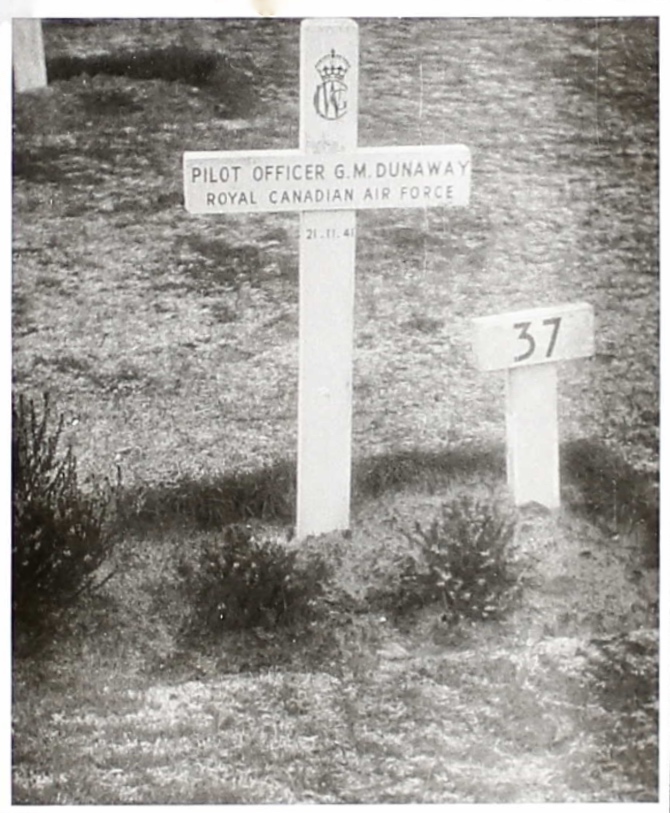 PILOT OFFICER G.M.DUNAWAY
ROYAL CANADIAN AIR FORCE
21.11.41
37